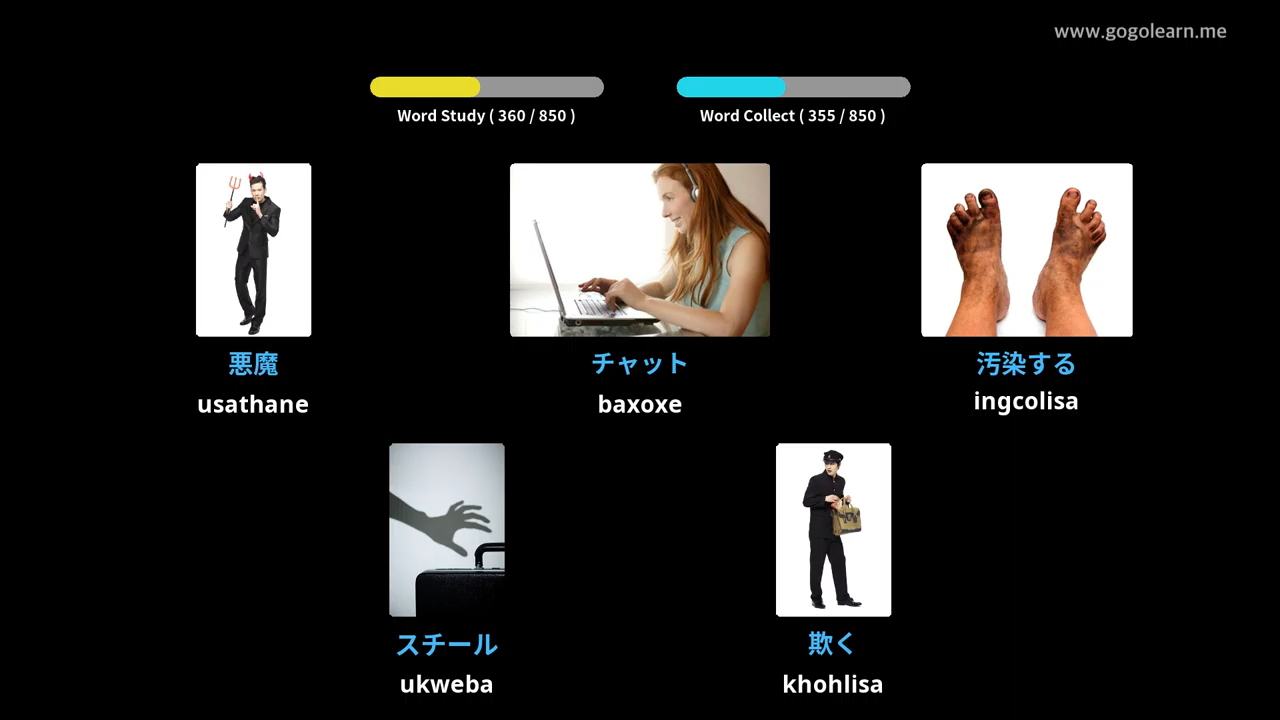 www.gogolearn.me
Word Study ( 360 / 850 )
Word Collect ( 355 / 850 )
悪魔
usathane
チャット
baxoxe
汚染する
ingcolisa
スチール
ukweba
欺く
khohlisa